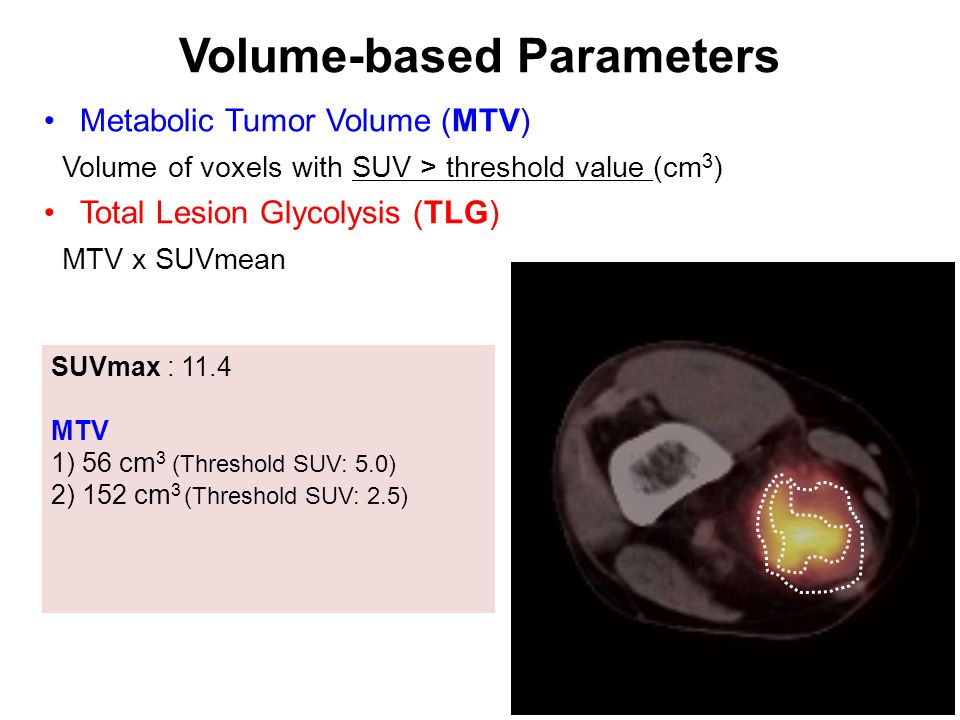 Volume-based Parameters
• Metabolic Tumor Volume (MTV)
Volume of voxels with SUV > threshold value (cm³)
• Total Lesion Glycolysis (TLG)
MTV x SUVmean
SUVmax : 11.4
MTV
1) 56 cm³ (Threshold SUV: 5.0)
2) 152 cm³ (Threshold SUV: 2.5)